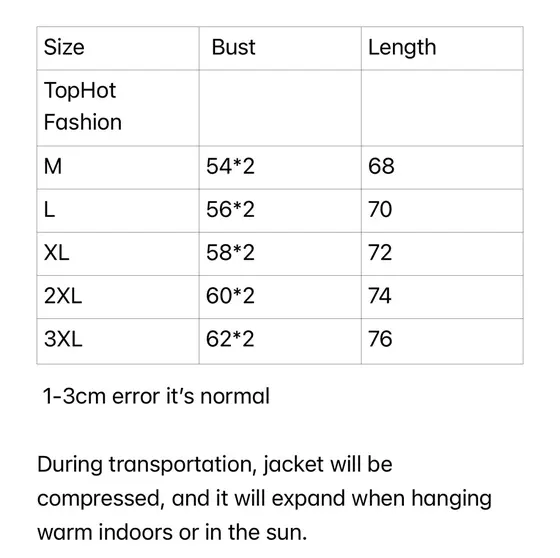 Size Bust Length
TopHot
Fashion
M 54*2 68
L 56*2 70
XL 58*2 72
2XL 60*2 74
3XL 62*2 76
1-3cm error it’s normal
During transportation, jacket will be
compressed, and it will expand when hanging
warm indoors or in the sun.